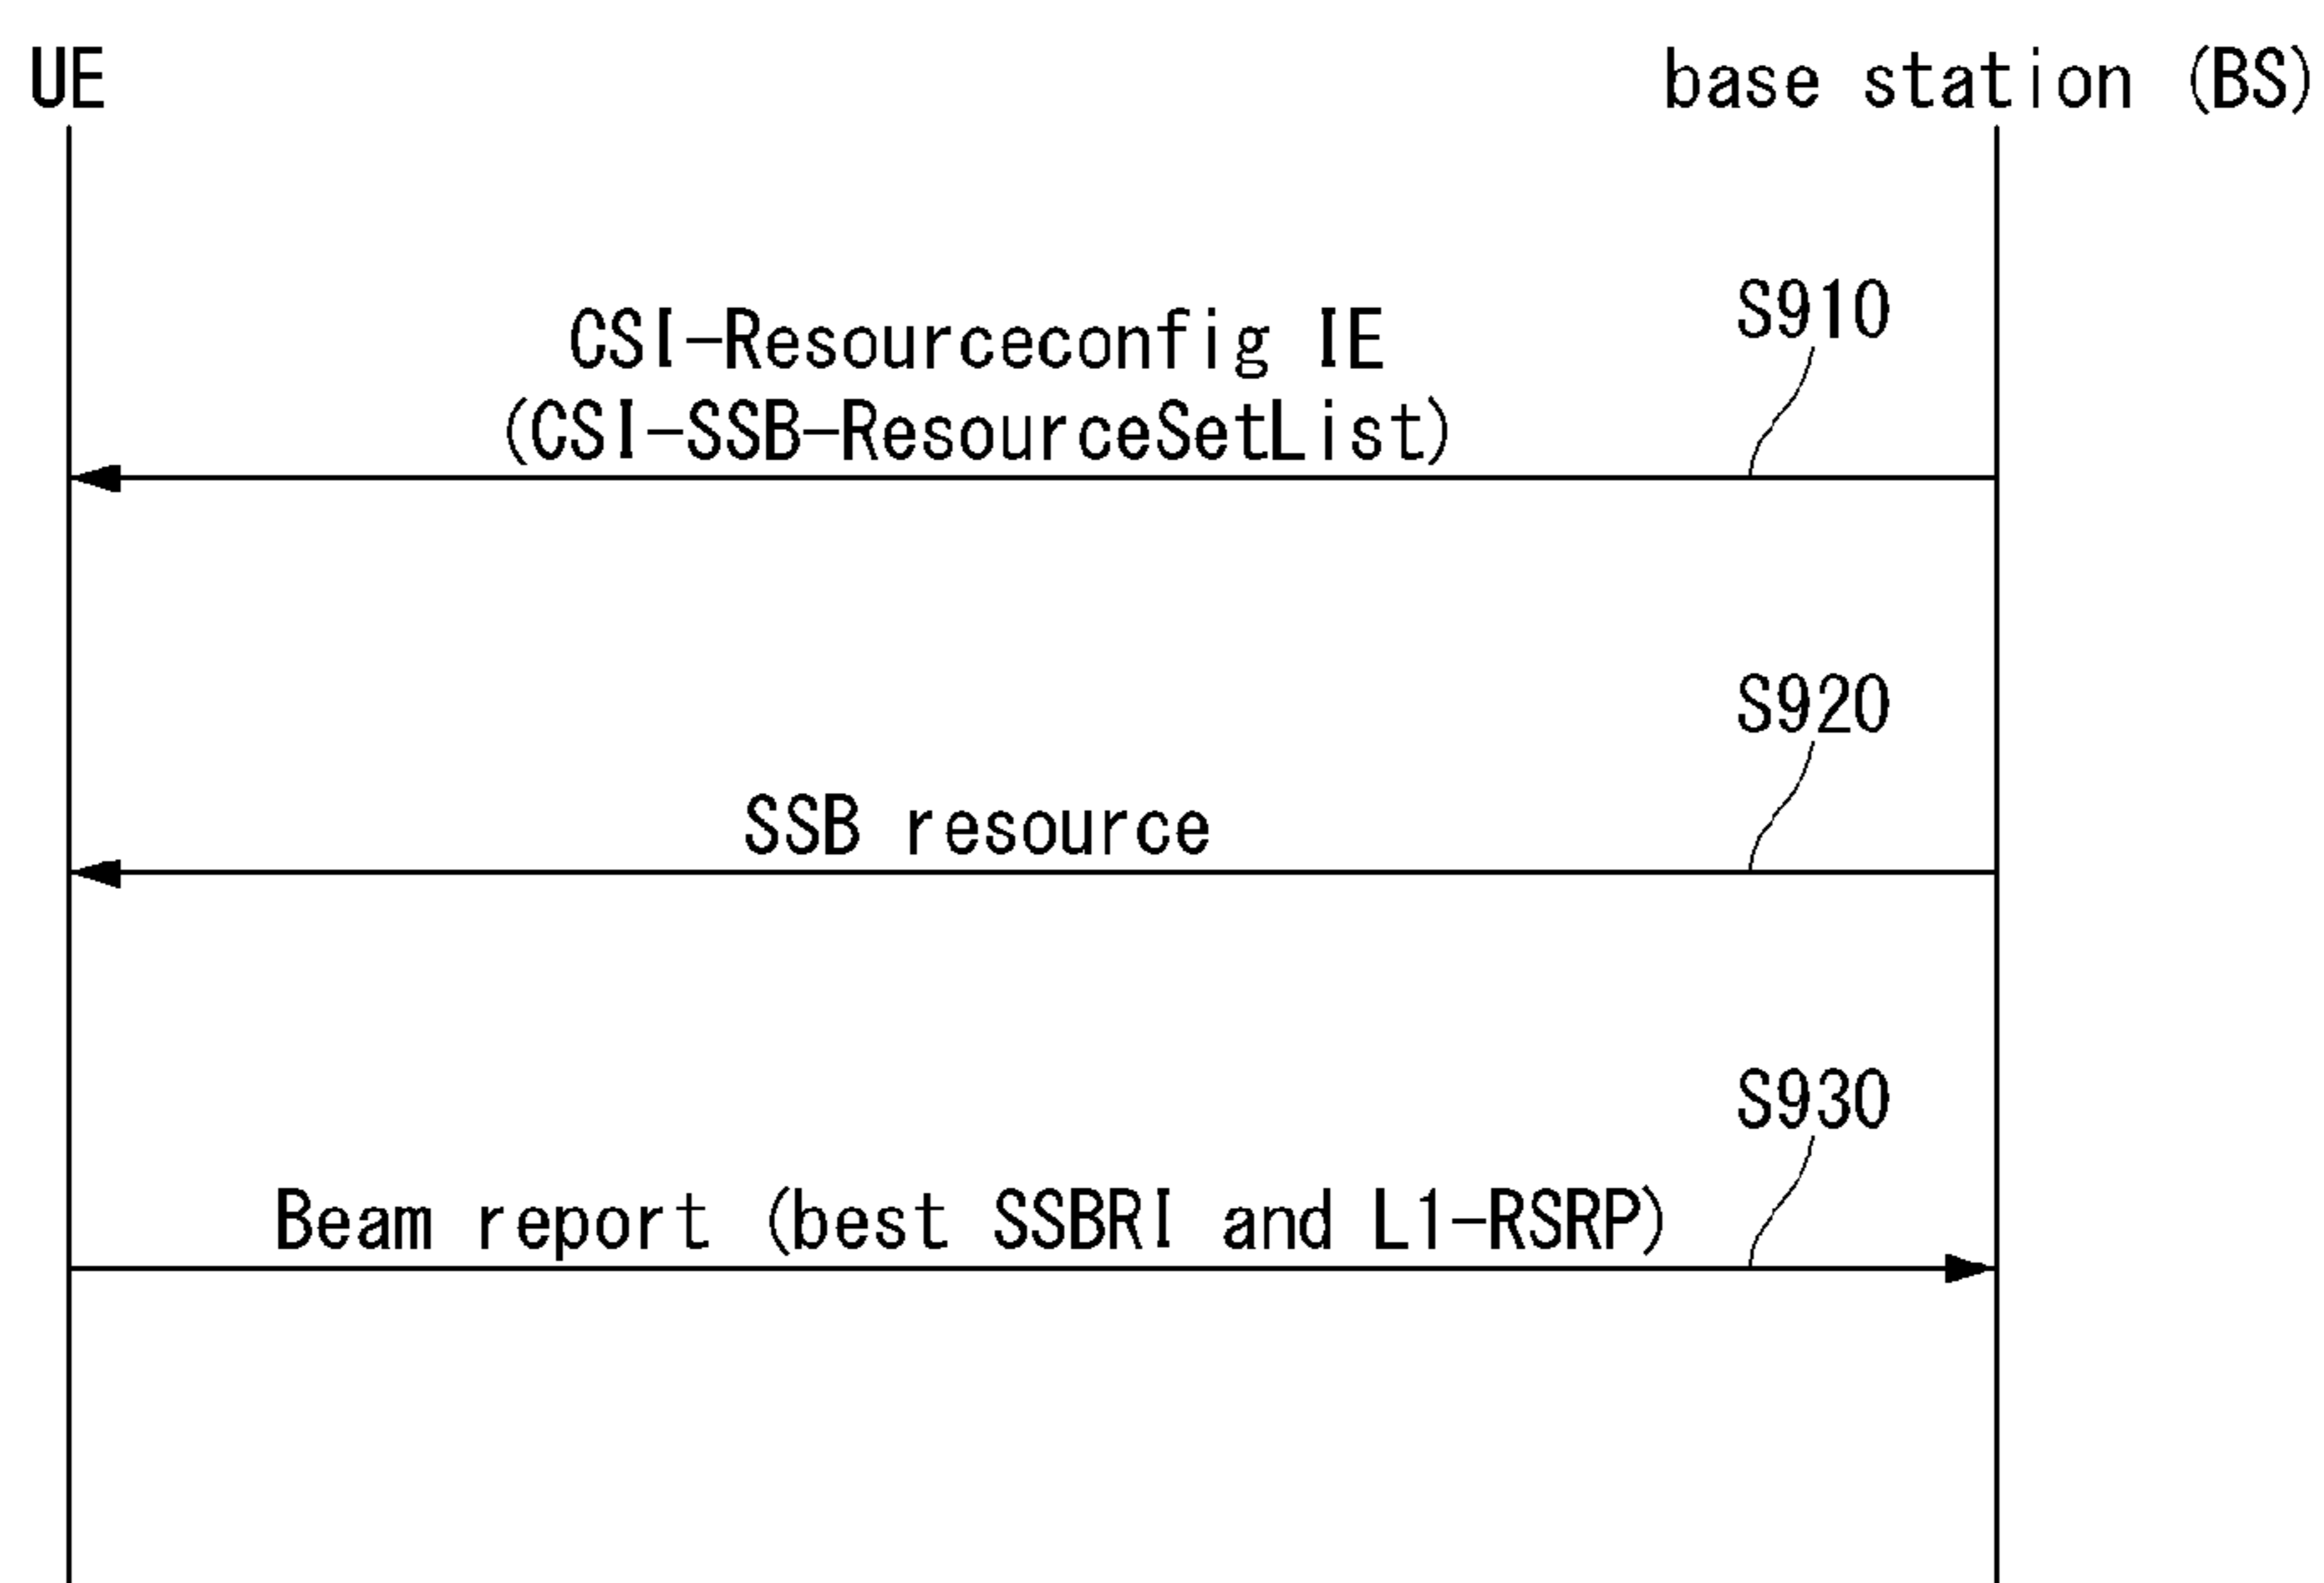 UE
base station (BS)
S910
CSI-Resourceconfig IE
(CSI-SSB-ResourceSetList)
S920
SSB resource
S930
Beam report (best SSBRI and L1-RSRP)